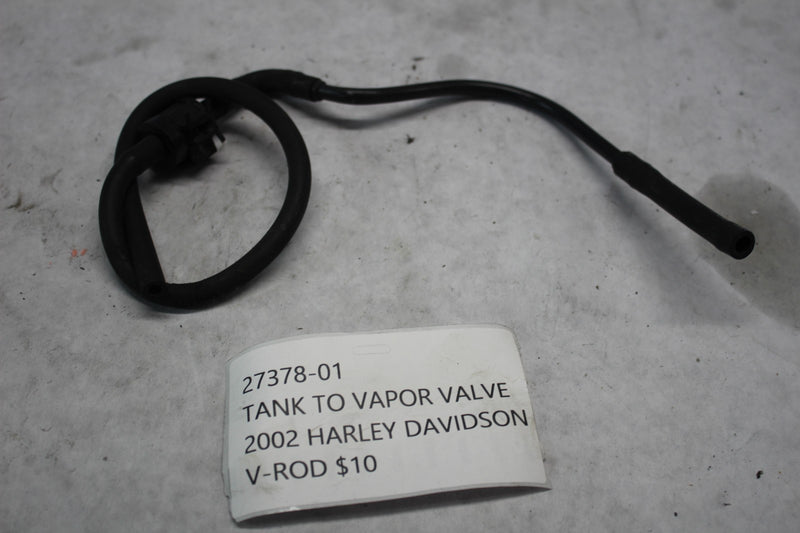 27378-01
TANK TO VAPOR VALVE
2002 HARLEY DAVIDSON
V-ROD $10